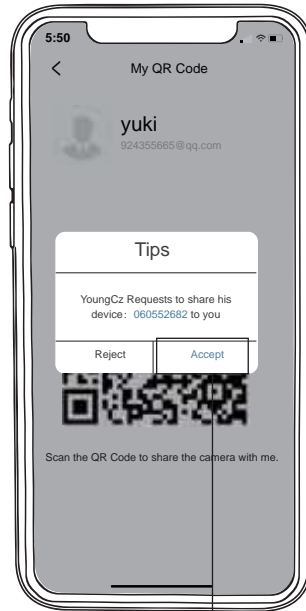 5:50
My QR Code
yuki
924355665@qq.com
Tips
YoungCz Requests to share his
device: 060552682 to you
Reject
Accept
Scan the QR Code to share the camera with me.